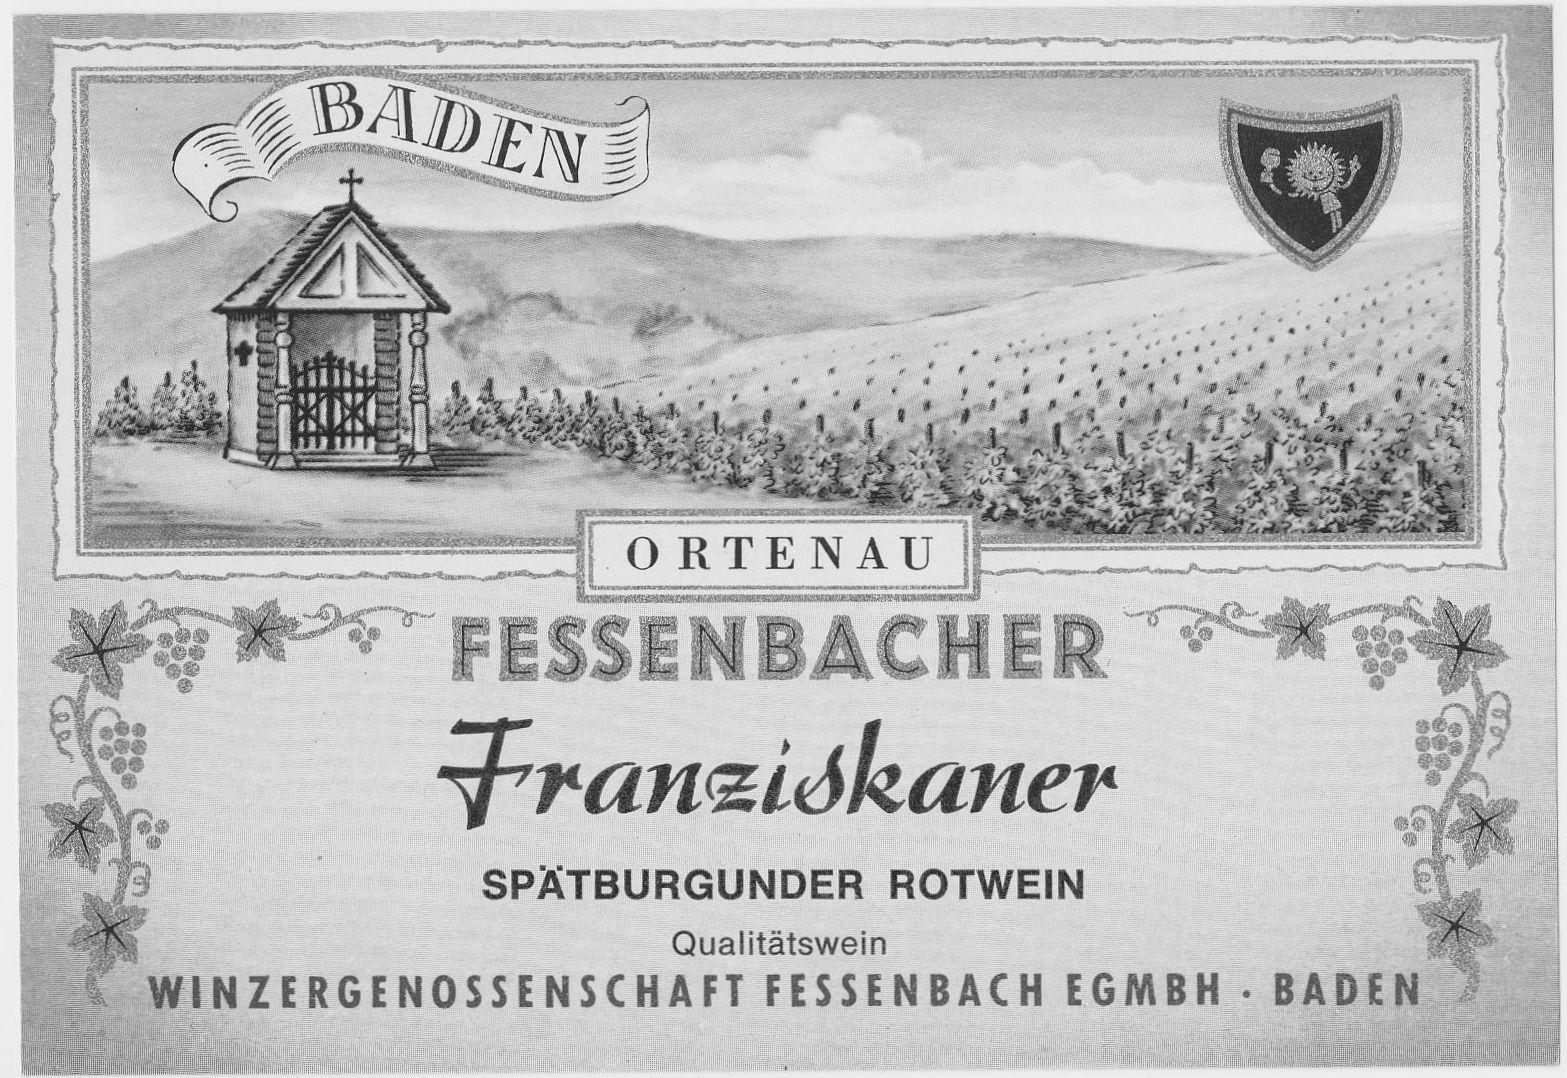 BADEN
ORTENAU
FESSENBACHER
Franziskaner
SPÄTBURGUNDER ROTWEIN
Qualitätswein
WINZERGENOSSENSCHAFT FESSENBACH EGMBH · BADEN